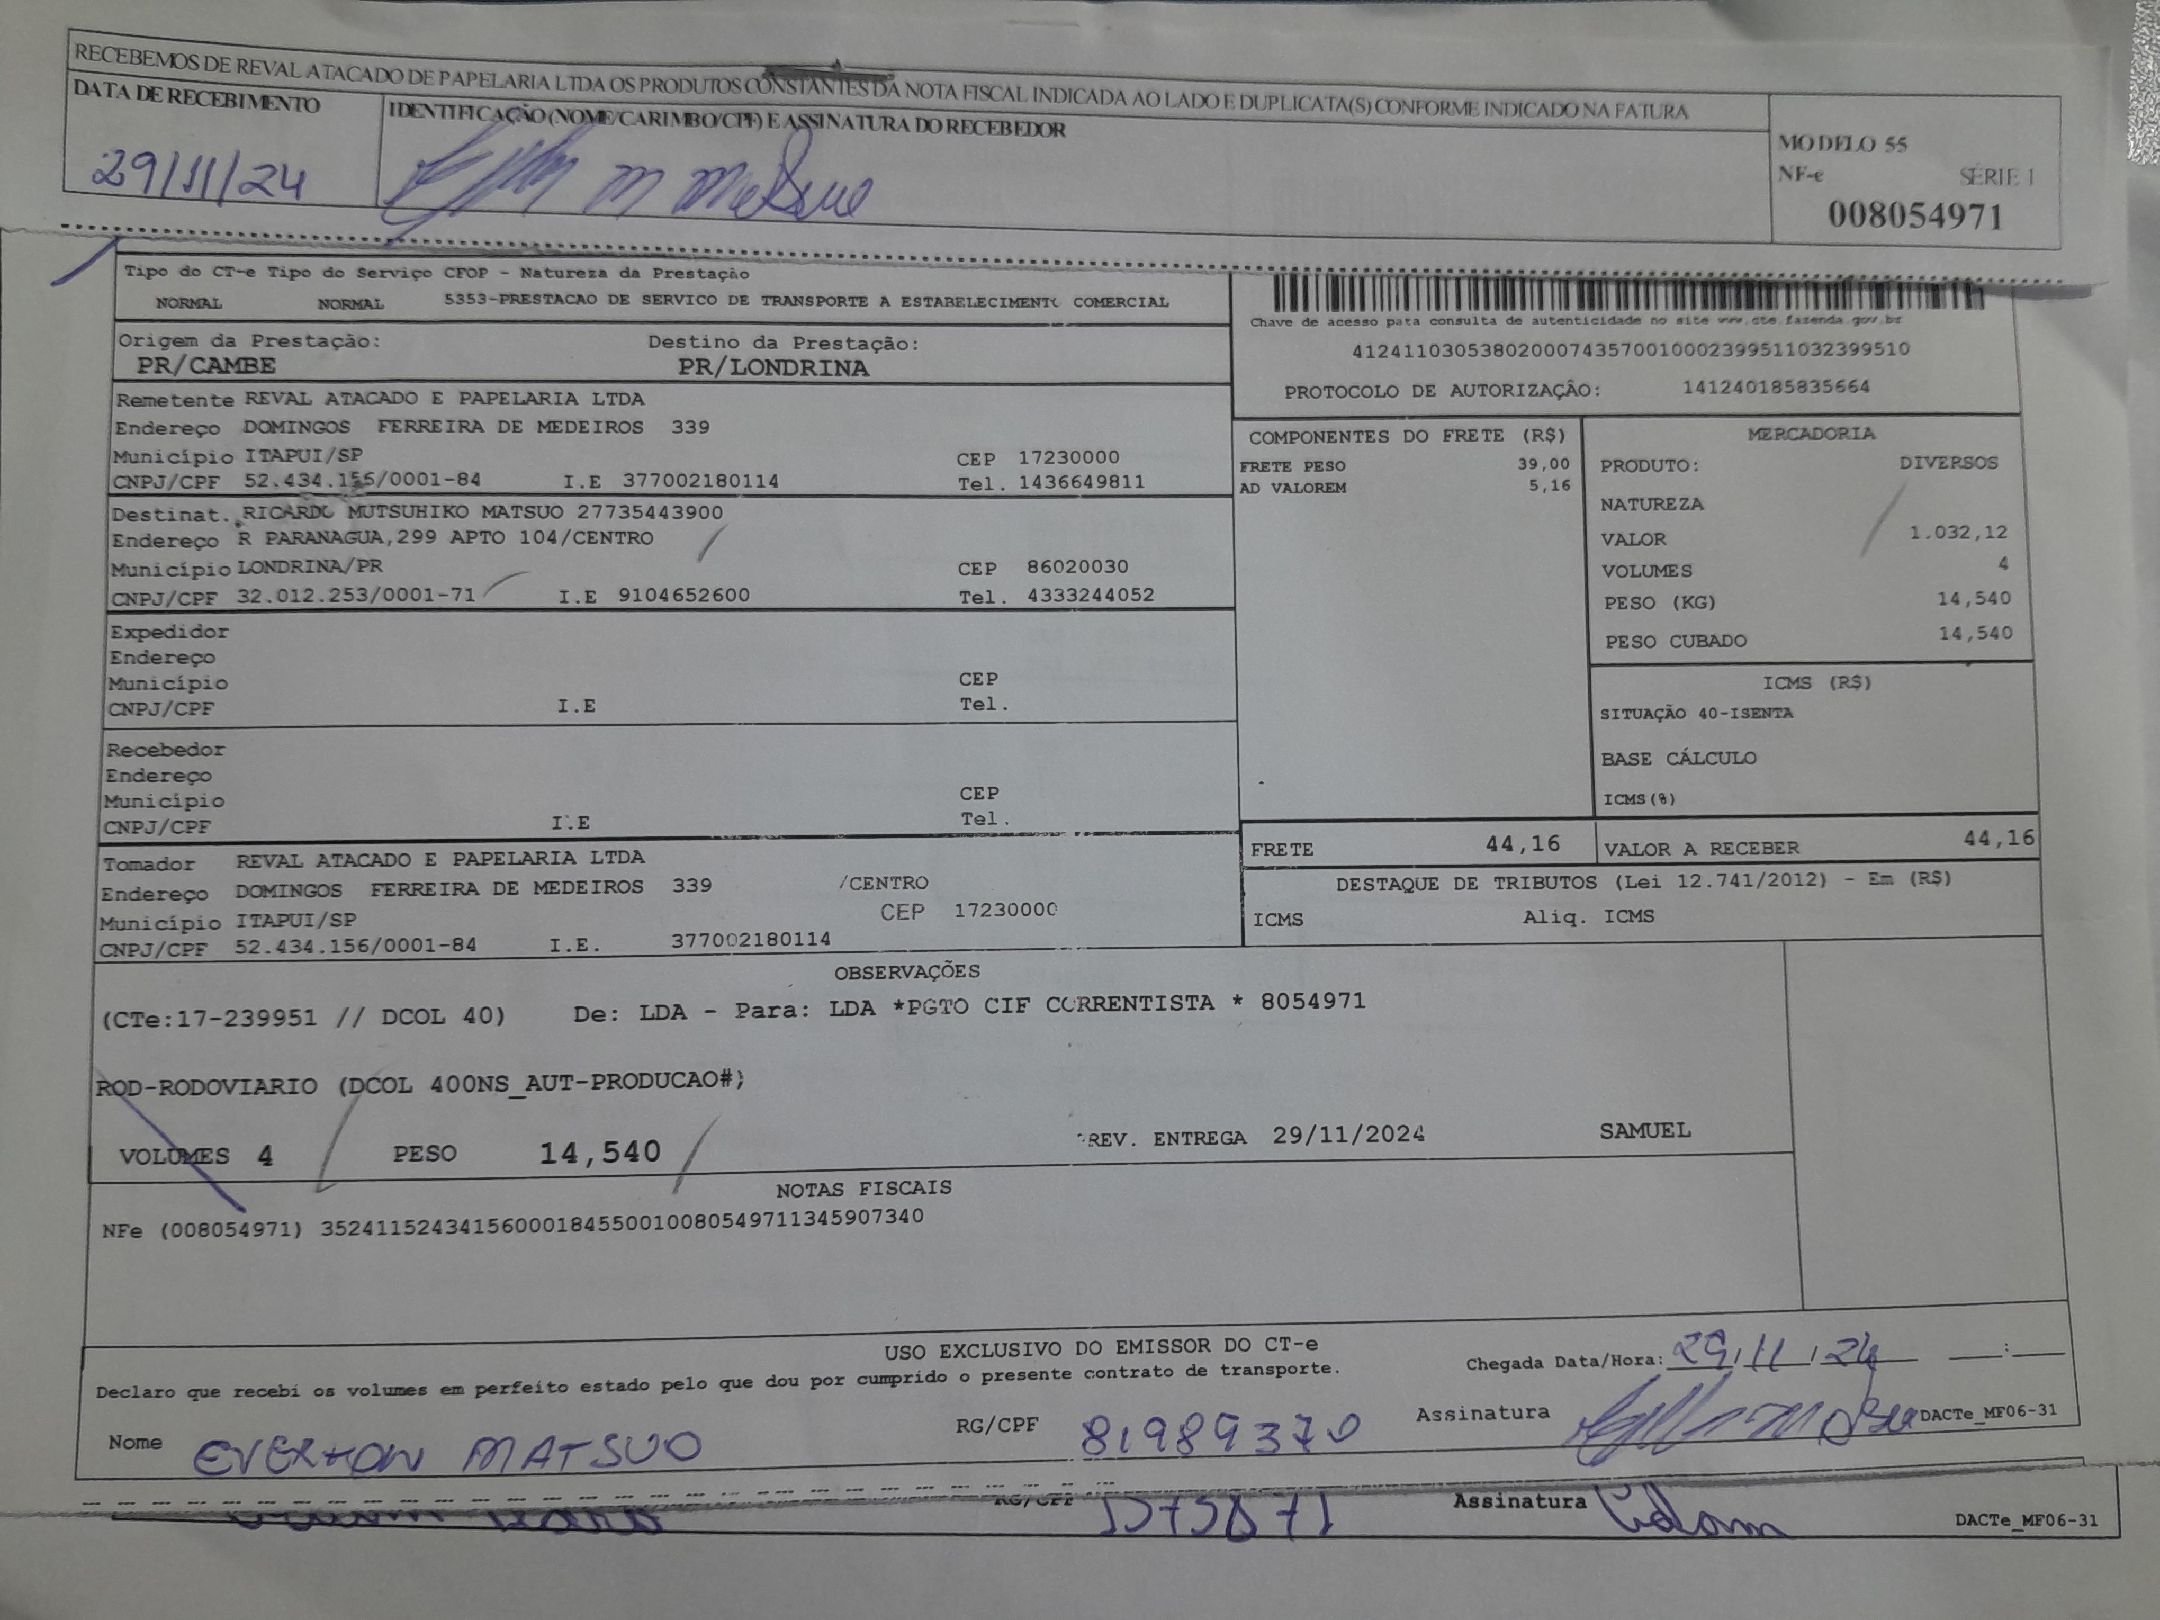 RECEBEMOS DE REVAL ATACADO DE PAPELARIA LTDA OS PRODUTOS CONSTANTES DA NOTA FISCAL INDICADA AO LADO E DUPLICATA(S) CONFORME INDICADO NA FATURA
DATA DE RECEBIMENTO IDENTIFICAÇÃO (NOME/CARIMBO/CPF) E ASSINATURA DO RECEBEDOR
29/11/24
MODELO 55
NF-e SÉRIE 1
008054971
Tipo do CT-e Tipo do Serviço CFOP - Natureza da Prestação
NORMAL NORMAL 5353-PRESTACAO DE SERVICO DE TRANSPORTE A ESTABELECIMENTO COMERCIAL
Chave de acesso para consulta de autenticidade no site www.cte.fazenda.gov.br
41241103053802000743570010002399511032399510
PROTOCOLO DE AUTORIZAÇÃO: 141240185835664
Origem da Prestação: Destino da Prestação:
PR/CAMBE PR/LONDRINA
Remetente REVAL ATACADO E PAPELARIA LTDA
Endereço DOMINGOS FERREIRA DE MEDEIROS 339
Município ITAPUI/SP CEP 17230000
CNPJ/CPF 52.434.156/0001-84 I.E 377002180114 Tel. 1436649811
Destinat. RICARDO MUTSUHIKO MATSUO 27735443900
Endereço R PARANAGUA,299 APTO 104/CENTRO
Município LONDRINA/PR CEP 86020030
CNPJ/CPF 32.012.253/0001-71 I.E 9104652600 Tel. 4333244052
Expedidor
Endereço
Município CEP
CNPJ/CPF I.E Tel.
Recebedor
Endereço
Município CEP
CNPJ/CPF I.E Tel.
Tomador REVAL ATACADO E PAPELARIA LTDA
Endereço DOMINGOS FERREIRA DE MEDEIROS 339 /CENTRO
Município ITAPUI/SP CEP 17230000
CNPJ/CPF 52.434.156/0001-84 I.E. 377002180114
COMPONENTES DO FRETE (R$)
FRETE PESO 39,00
AD VALOREM 5,16
MERCADORIA
PRODUTO: DIVERSOS
NATUREZA
VALOR 1.032,12
VOLUMES 4
PESO (KG) 14,540
PESO CUBADO 14,540
ICMS (R$)
SITUAÇÃO 40-ISENTA
BASE CÁLCULO
ICMS(%)
FRETE 44,16 VALOR A RECEBER 44,16
DESTAQUE DE TRIBUTOS (Lei 12.741/2012) - Em (R$)
ICMS Aliq. ICMS
OBSERVAÇÕES
(CTe:17-239951 // DCOL 40) De: LDA - Para: LDA *PGTO CIF CORRENTISTA * 8054971
ROD-RODOVIARIO (DCOL 400NS_AUT-PRODUCAO#)
VOLUMES 4 PESO 14,540 PREV. ENTREGA 29/11/2024 SAMUEL
NOTAS FISCAIS
NFe (008054971) 35241152434156000184550010080549711345907340
USO EXCLUSIVO DO EMISSOR DO CT-e
Declaro que recebi os volumes em perfeito estado pelo que dou por cumprido o presente contrato de transporte.
Chegada Data/Hora: 29/11/24 __:__
Nome EVERTON MATSUO RG/CPF 81989370 Assinatura DACTe_MF06-31
RG/CPF Assinatura DACTe_MF06-31